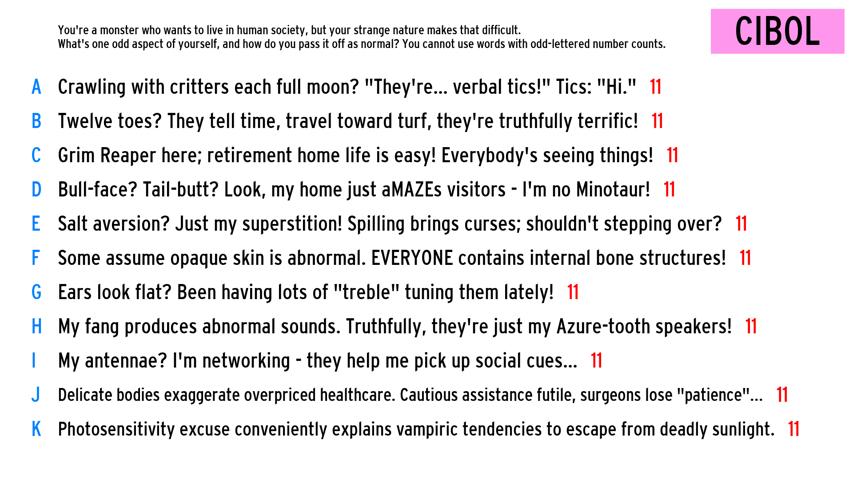 You're a monster who wants to live in human society, but your strange nature makes that difficult.
What's one odd aspect of yourself, and how do you pass it off as normal? You cannot use words with odd-lettered number counts.
CIBOL
A Crawling with critters each full moon? "They're... verbal tics!" Tics: "Hi." 11
B Twelve toes? They tell time, travel toward turf, they're truthfully terrific! 11
C Grim Reaper here; retirement home life is easy! Everybody's seeing things! 11
D Bull-face? Tail-butt? Look, my home just aMAZEs visitors - I'm no Minotaur! 11
E Salt aversion? Just my superstition! Spilling brings curses; shouldn't stepping over? 11
F Some assume opaque skin is abnormal. EVERYONE contains internal bone structures! 11
G Ears look flat? Been having lots of "treble" tuning them lately! 11
H My fang produces abnormal sounds. Truthfully, they're just my Azure-tooth speakers! 11
I My antennae? I'm networking - they help me pick up social cues... 11
J Delicate bodies exaggerate overpriced healthcare. Cautious assistance futile, surgeons lose "patience"... 11
K Photosensitivity excuse conveniently explains vampiric tendencies to escape from deadly sunlight. 11